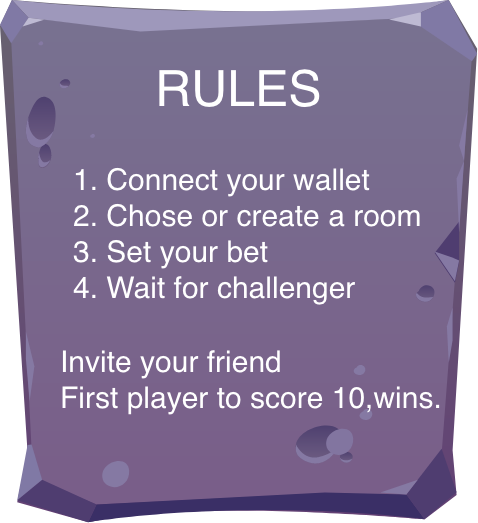 RULES
1. Connect your wallet
2. Chose or create a room
3. Set your bet
4. Wait for challenger
Invite your friend
First player to score 10,wins.